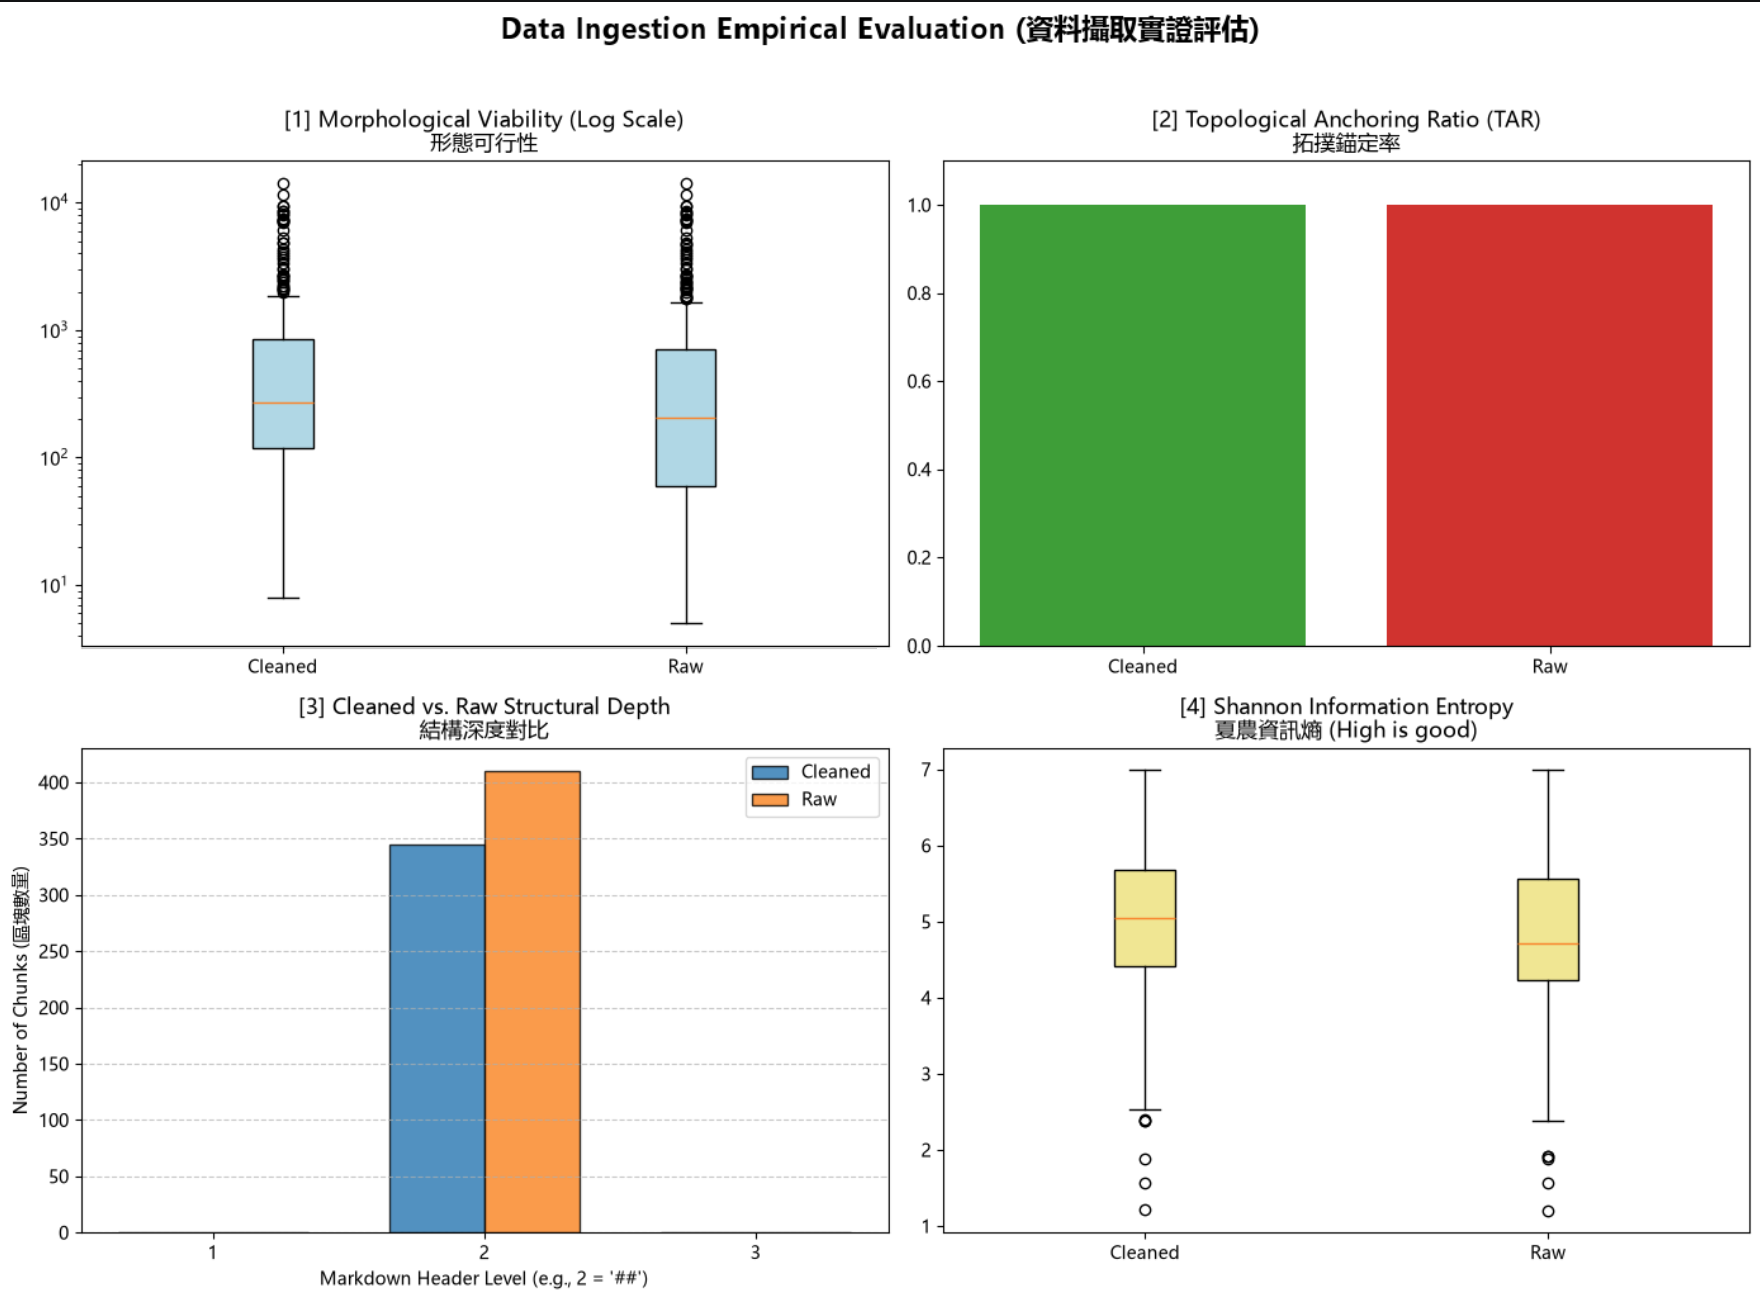 Data Ingestion Empirical Evaluation (資料攝取實證評估)
[1] Morphological Viability (Log Scale)
形態可行性
10⁴
10³
10²
10¹
Cleaned
Raw
[2] Topological Anchoring Ratio (TAR)
拓撲錨定率
1.0
0.8
0.6
0.4
0.2
0.0
Cleaned
Raw
[3] Cleaned vs. Raw Structural Depth
結構深度對比
Number of Chunks (區塊數量)
400
350
300
250
200
150
100
50
0
Cleaned
Raw
1
2
3
Markdown Header Level (e.g., 2 = '##')
[4] Shannon Information Entropy
夏農資訊熵 (High is good)
7
6
5
4
3
2
1
Cleaned
Raw